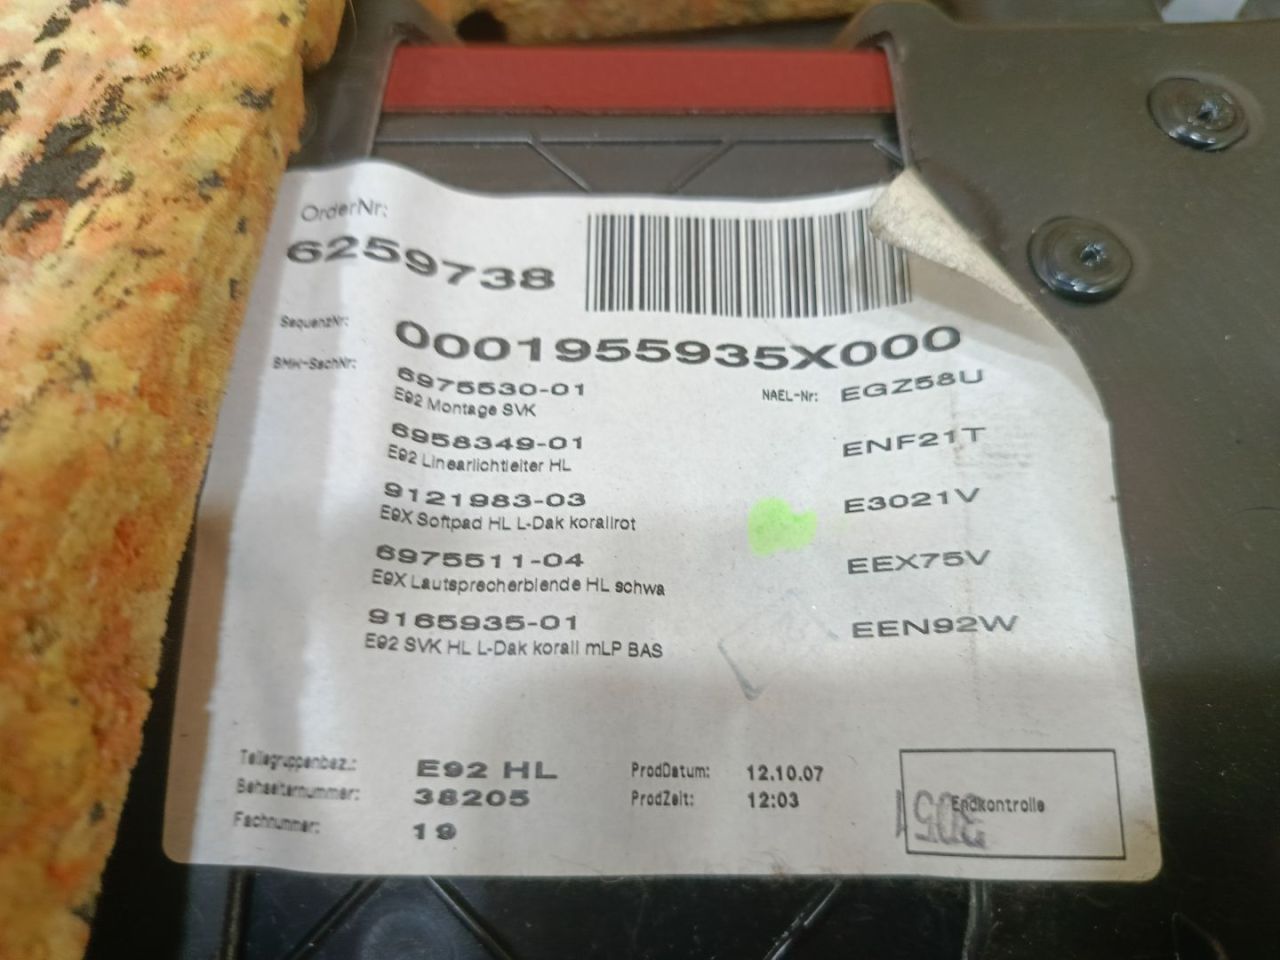 OrderNr:
6259738
SequenzNr:
0001955935X000
BMW-SachNr:
6975530-01
NAEL-Nr: EGZ58U
E92 Montage SVK
6958349-01
ENF21T
E92 Linearlichtleiter HL
9121983-03
E3021V
E9X Softpad HL L-Dak korallrot
6975511-04
EEX75V
E9X Lautsprecherblende HL schwa
9165935-01
EEN92W
E92 SVK HL L-Dak korall mLP BAS
Teilegruppenbez.: E92 HL
ProdDatum: 12.10.07
Behaelternummer: 38205
ProdZeit: 12:03
Endkontrolle
Fachnummer: 19